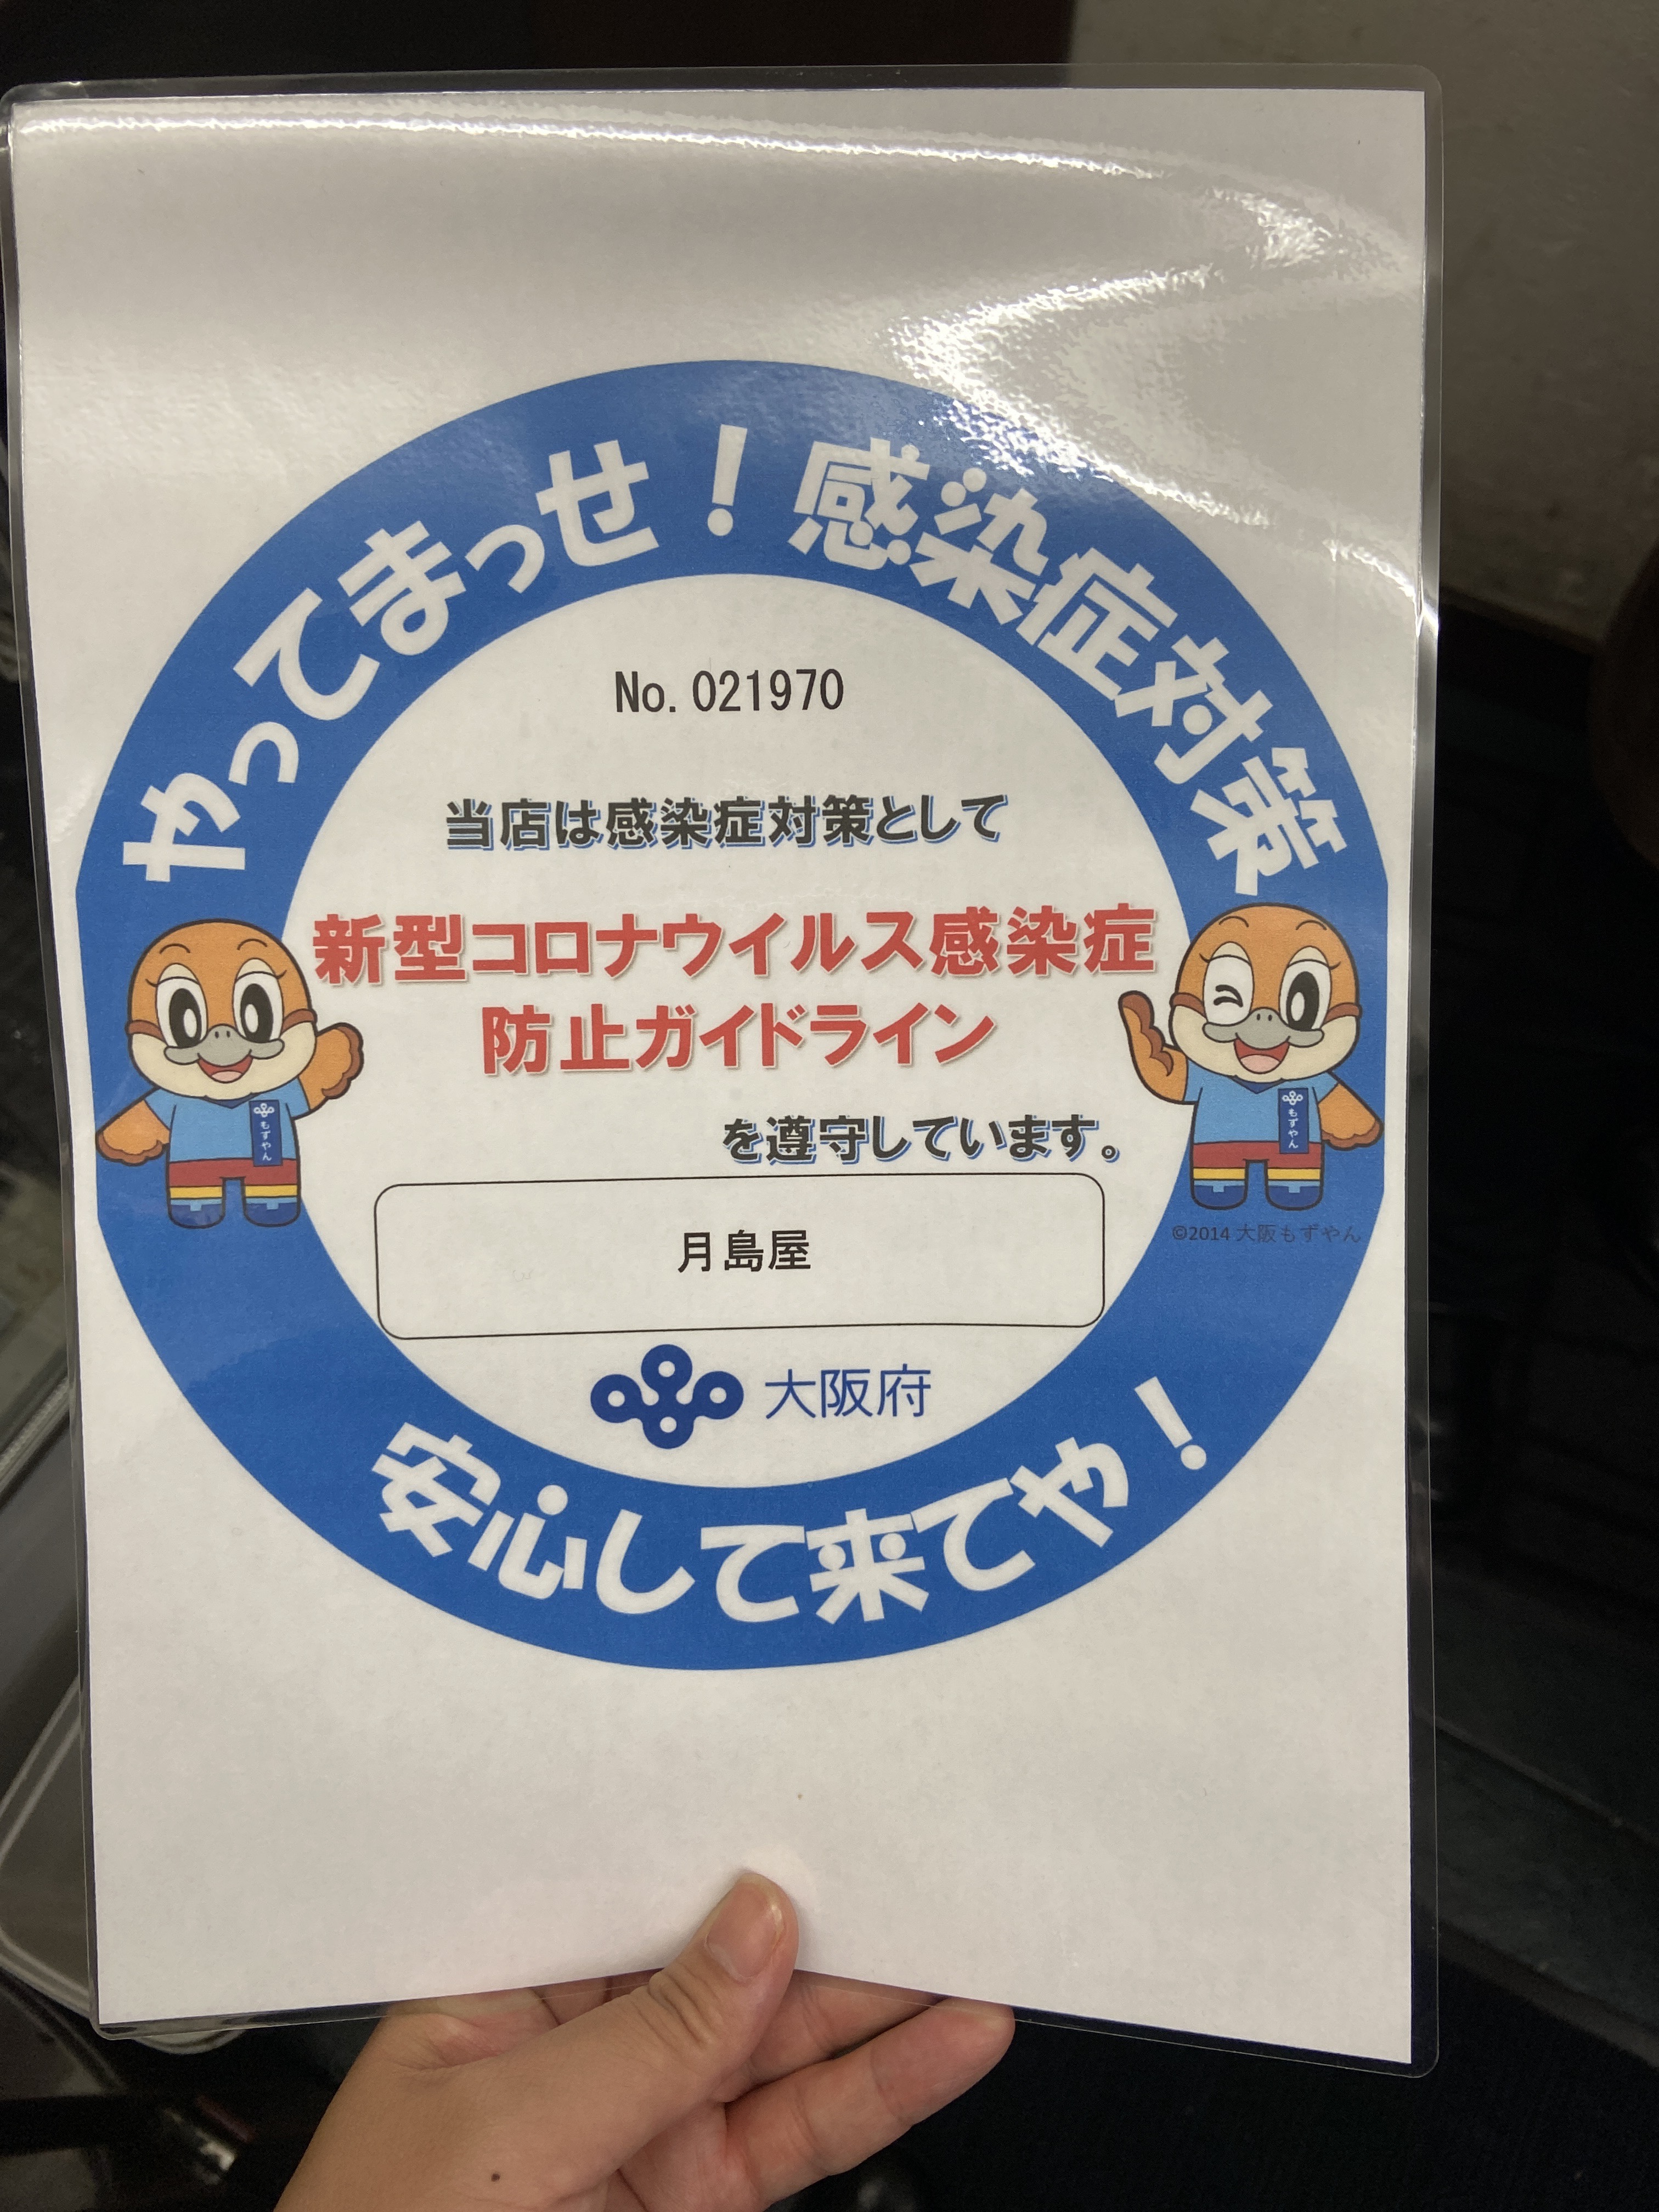 やってまっせ！感染症対策
No. 021970
当店は感染症対策として
新型コロナウイルス感染症
防止ガイドライン
を遵守しています。
もずやん
もずやん
©2014 大阪もずやん
月島屋
大阪府
安心して来てや！